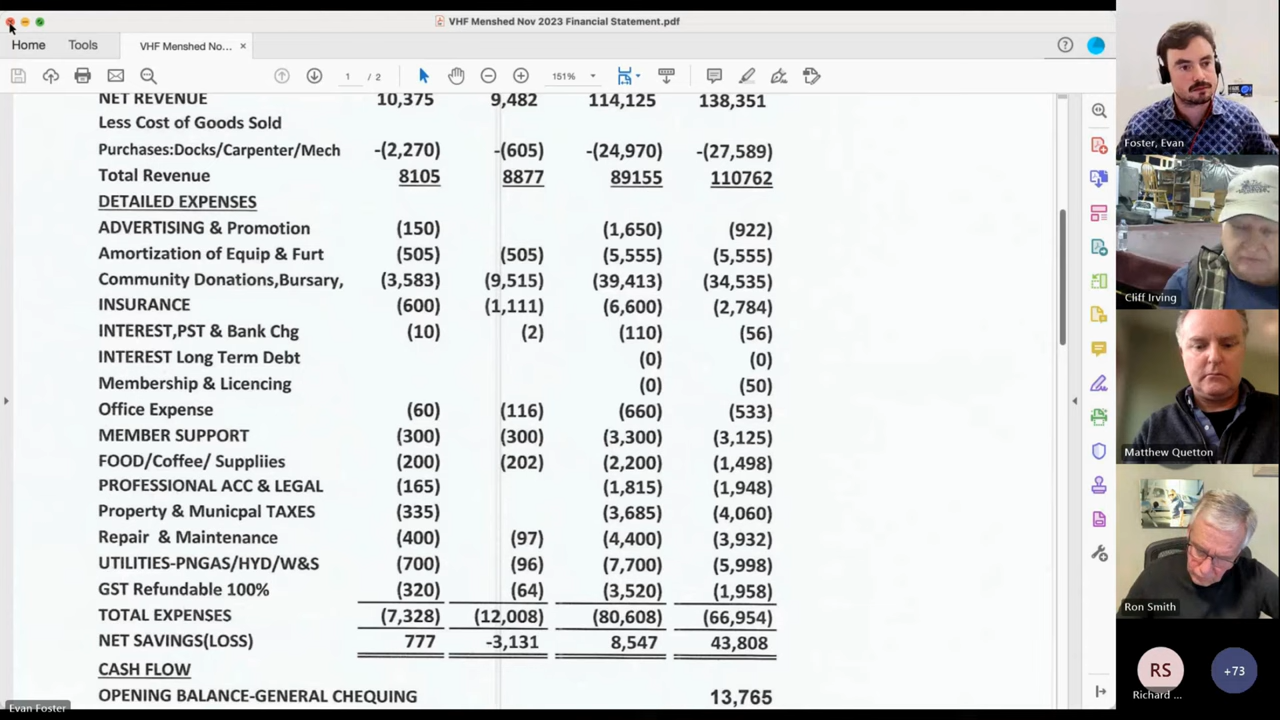 VHF Menshed Nov 2023 Financial Statement.pdf
Home Tools VHF Menshed No... ×
1 / 2 151%
NET REVENUE 10,375 9,482 114,125 138,351
Less Cost of Goods Sold
Purchases:Docks/Carpenter/Mech -(2,270) -(605) -(24,970) -(27,589)
Total Revenue 8105 8877 89155 110762
DETAILED EXPENSES
ADVERTISING & Promotion (150) (1,650) (922)
Amortization of Equip & Furt (505) (505) (5,555) (5,555)
Community Donations,Bursary, (3,583) (9,515) (39,413) (34,535)
INSURANCE (600) (1,111) (6,600) (2,784)
INTEREST,PST & Bank Chg (10) (2) (110) (56)
INTEREST Long Term Debt (0) (0)
Membership & Licencing (0) (50)
Office Expense (60) (116) (660) (533)
MEMBER SUPPORT (300) (300) (3,300) (3,125)
FOOD/Coffee/ Suppliies (200) (202) (2,200) (1,498)
PROFESSIONAL ACC & LEGAL (165) (1,815) (1,948)
Property & Municpal TAXES (335) (3,685) (4,060)
Repair & Maintenance (400) (97) (4,400) (3,932)
UTILITIES-PNGAS/HYD/W&S (700) (96) (7,700) (5,998)
GST Refundable 100% (320) (64) (3,520) (1,958)
TOTAL EXPENSES (7,328) (12,008) (80,608) (66,954)
NET SAVINGS(LOSS) 777 -3,131 8,547 43,808
CASH FLOW
OPENING BALANCE-GENERAL CHEQUING 13,765
Evan Foster
Foster, Evan
Cliff Irving
Matthew Quetton
Ron Smith
RS
Richard ...
+73